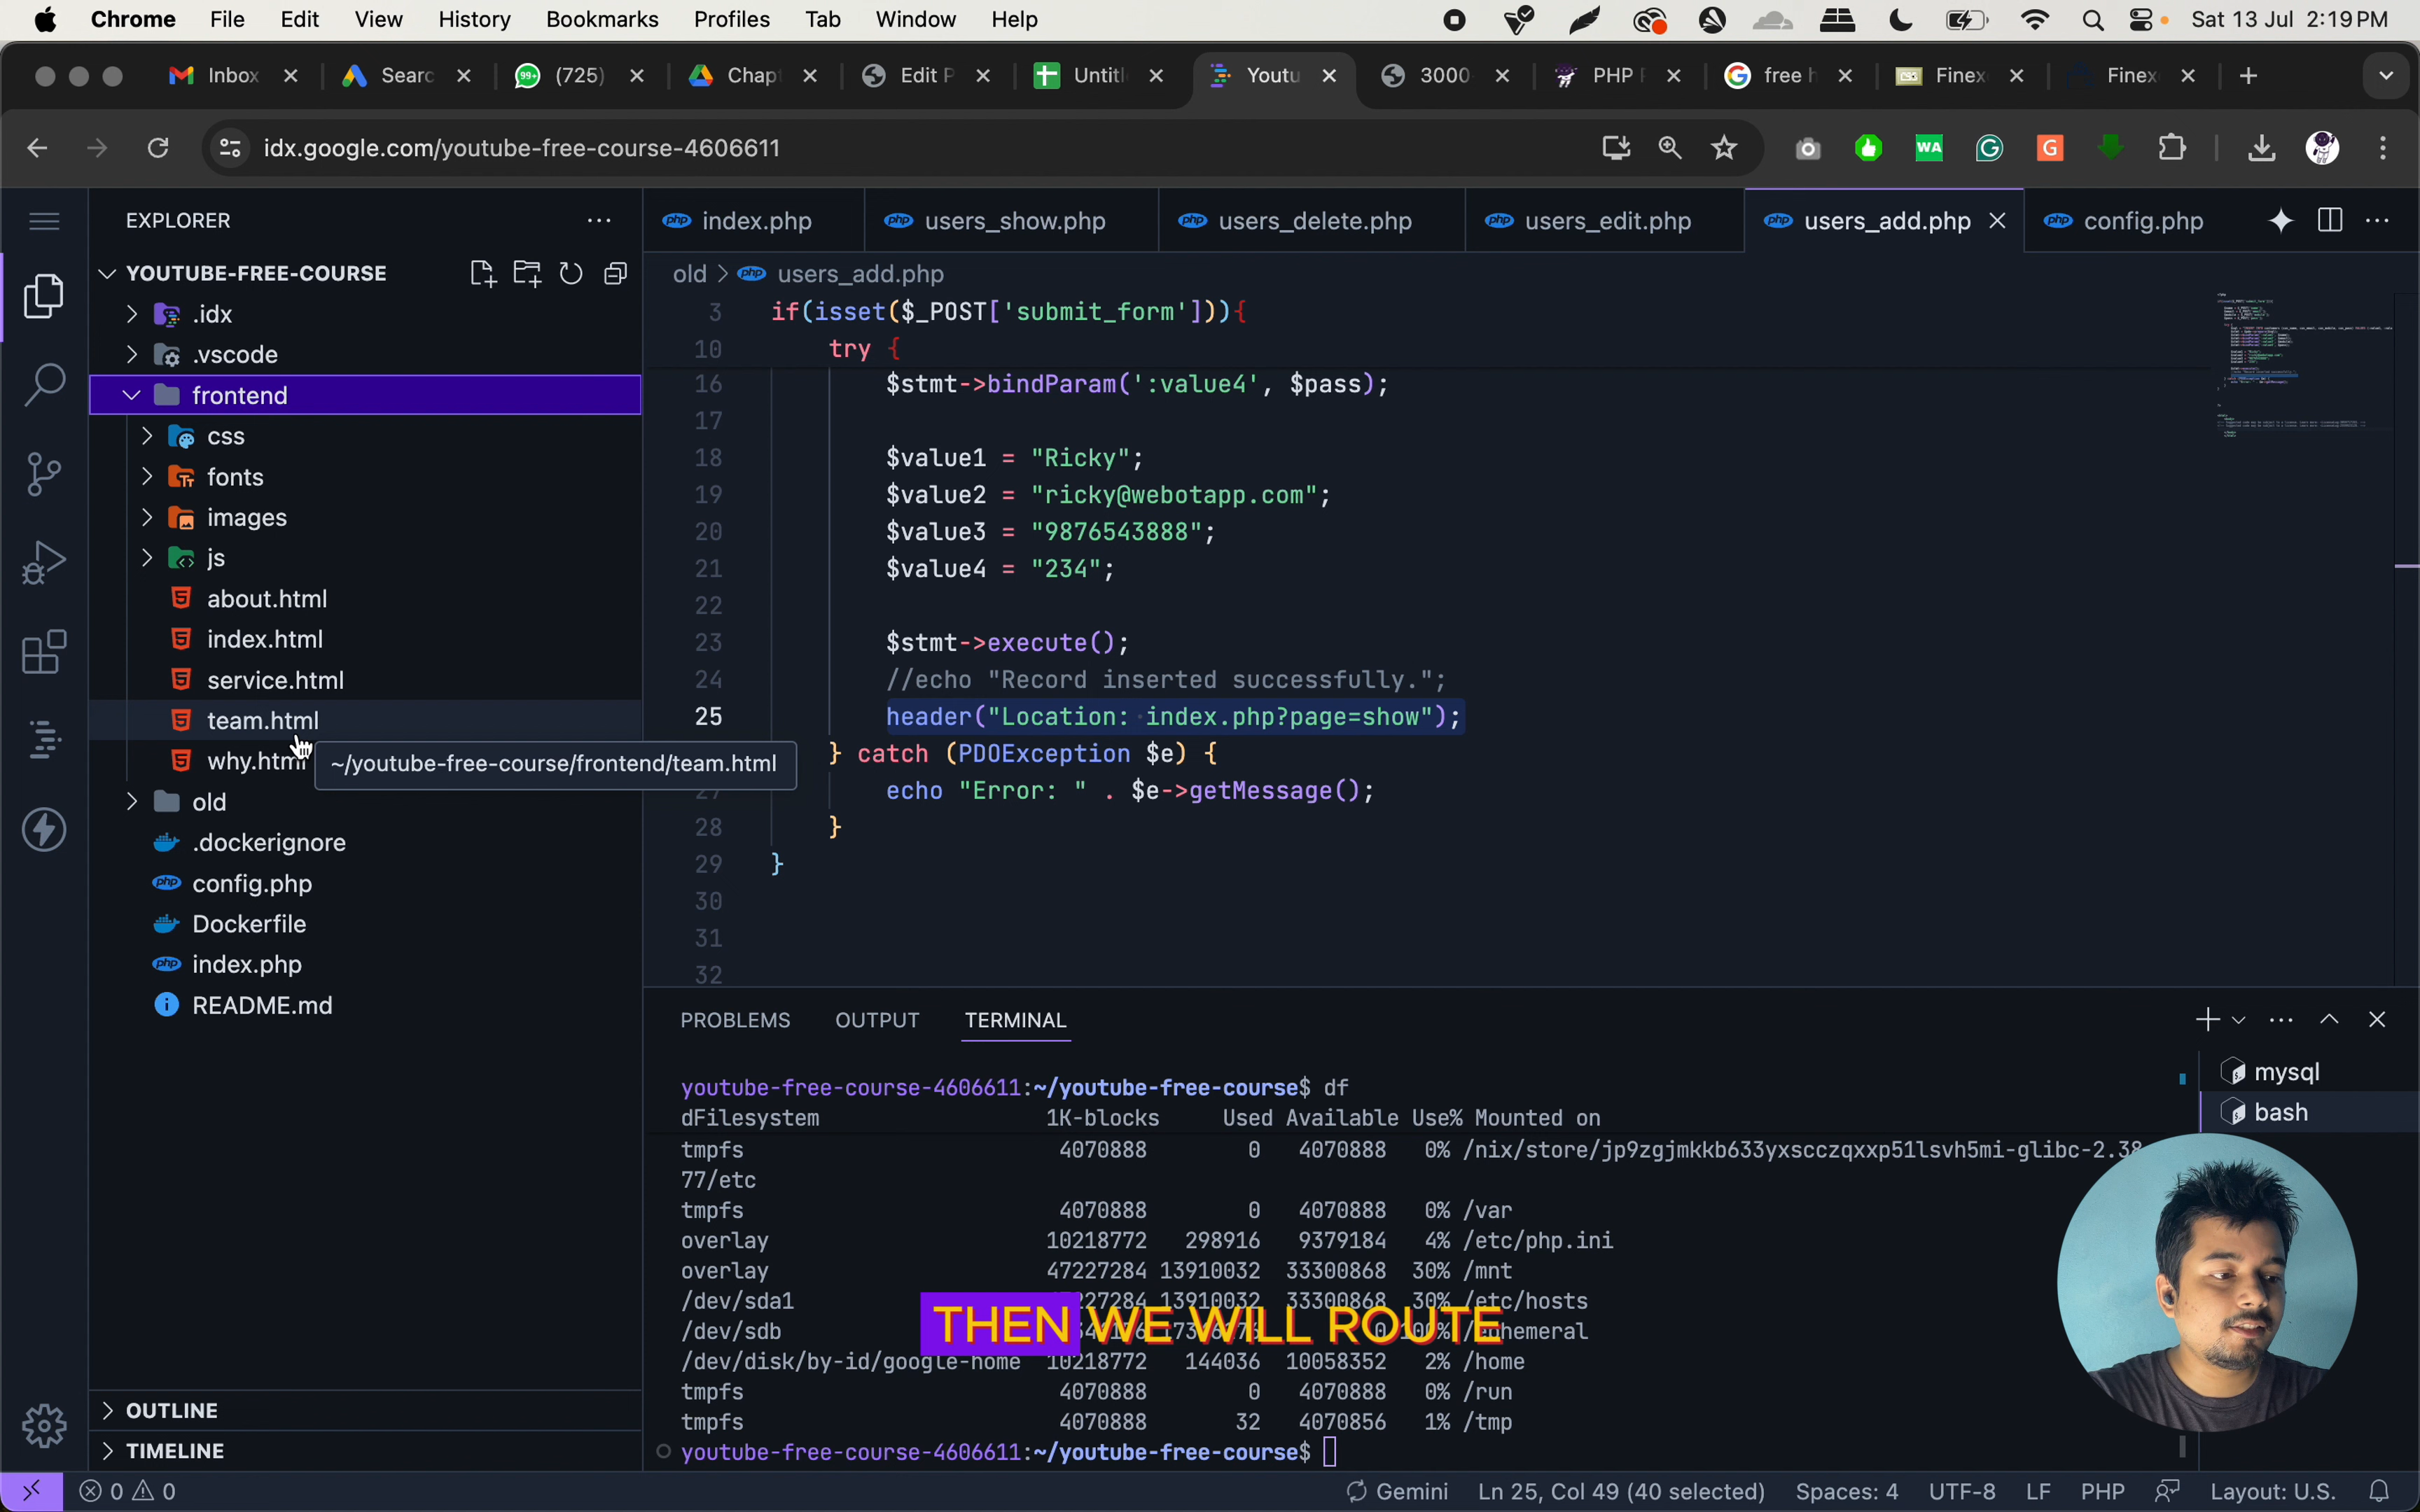 Chrome File Edit View History Bookmarks Profiles Tab Window Help Sat 13 Jul 2:19 PM
Inbox Searc 99+ (725) Chapt Edit P Untitl Youtu 3000 PHP F free h Finex Finex
idx.google.com/youtube-free-course-4606611 WA G
EXPLORER
index.php users_show.php users_delete.php users_edit.php users_add.php config.php
YOUTUBE-FREE-COURSE
.idx
.vscode
frontend
css
fonts
images
js
about.html
index.html
service.html
team.html
why.html
~/youtube-free-course/frontend/team.html
old
.dockerignore
config.php
Dockerfile
index.php
README.md
OUTLINE
TIMELINE
old > users_add.php
3 if(isset($_POST['submit_form'])){
10 try {
16 $stmt->bindParam(':value4', $pass);
17
18 $value1 = "Ricky";
19 $value2 = "ricky@webotapp.com";
20 $value3 = "9876543888";
21 $value4 = "234";
22
23 $stmt->execute();
24 //echo "Record inserted successfully.";
25 header("Location: index.php?page=show");
} catch (PDOException $e) {
27 echo "Error: " . $e->getMessage();
28 }
29 }
30
31
32
PROBLEMS OUTPUT TERMINAL
mysql
bash
youtube-free-course-4606611:~/youtube-free-course$ df
dFilesystem 1K-blocks Used Available Use% Mounted on
tmpfs 4070888 0 4070888 0% /nix/store/jp9zgjmkkb633yxscczqxxp51lsvh5mi-glibc-2.38
77/etc
tmpfs 4070888 0 4070888 0% /var
overlay 10218772 298916 9379184 4% /etc/php.ini
overlay 47227284 13910032 33300868 30% /mnt
/dev/sda1 13910032 33300868 30% /etc/hosts
/dev/sdb
THEN WE WILL ROUTE
/dev/disk/by-id/google-home 10218772 144036 10058352 2% /home
tmpfs 4070888 0 4070888 0% /run
tmpfs 4070888 32 4070856 1% /tmp
youtube-free-course-4606611:~/youtube-free-course$
0 0 Gemini Ln 25, Col 49 (40 selected) Spaces: 4 UTF-8 LF PHP Layout: U.S.